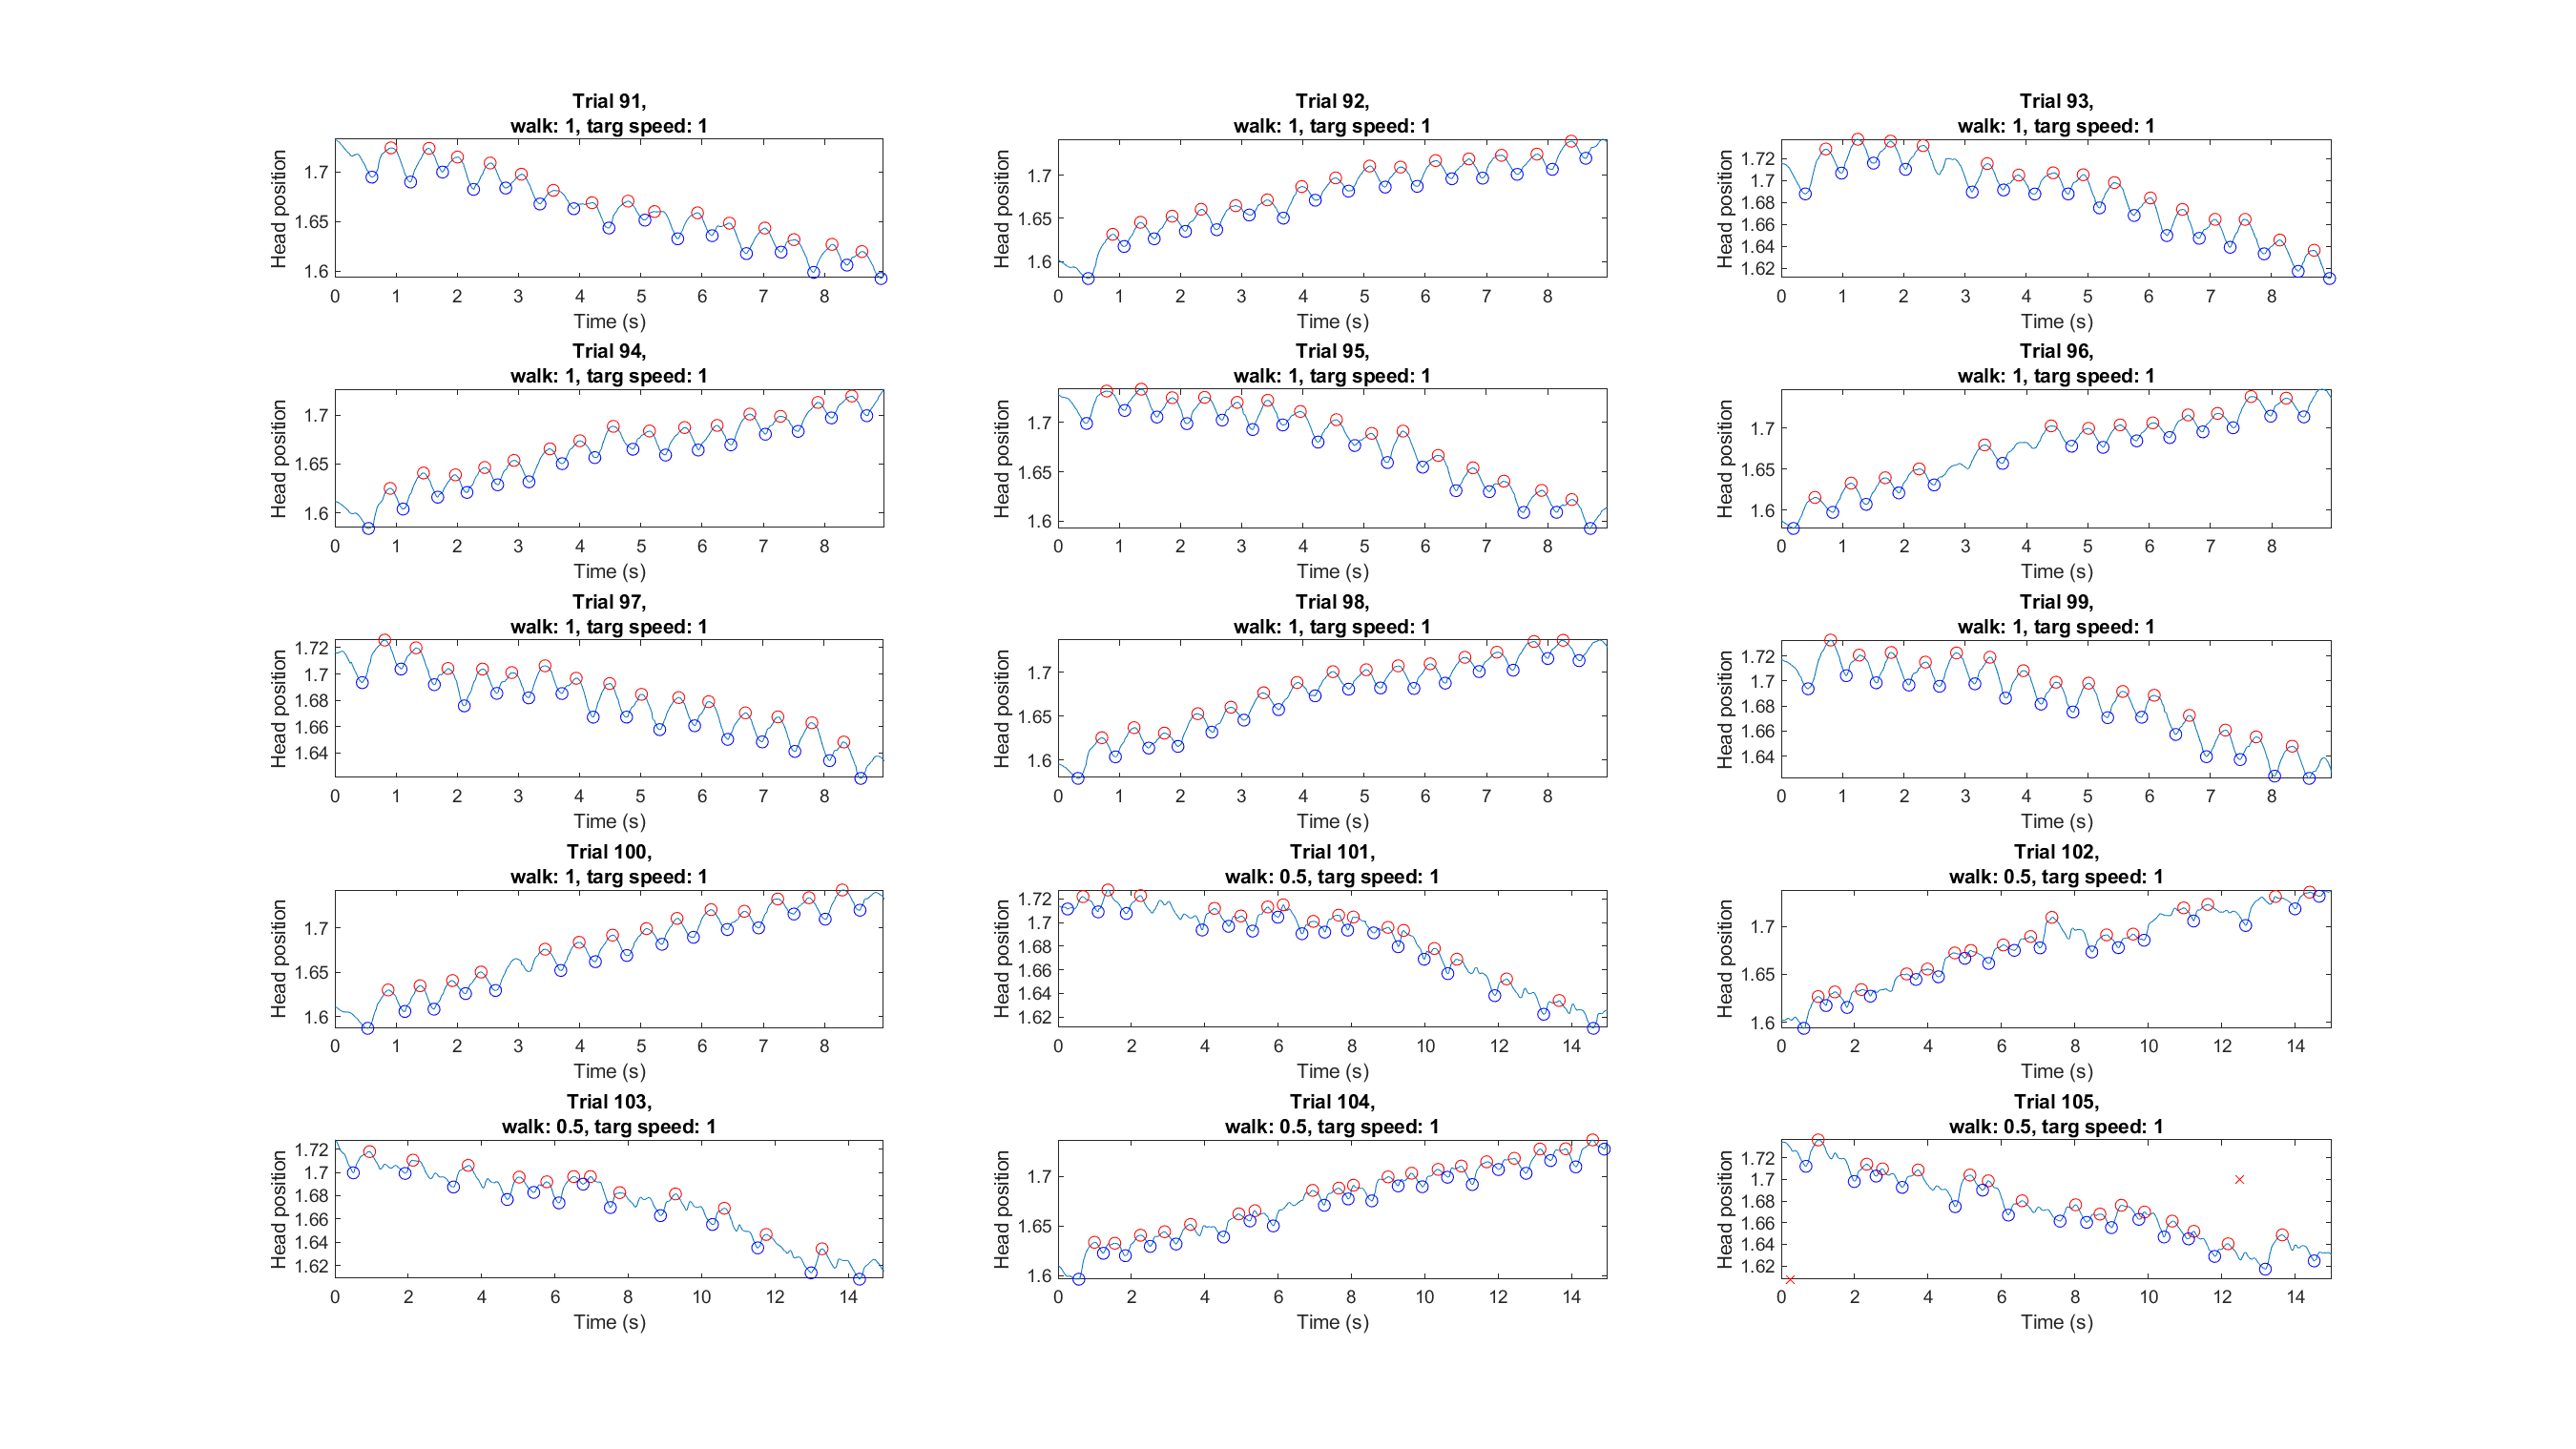 Trial 91,
walk: 1, targ speed: 1
Head position
1.7
1.65
1.6
0 1 2 3 4 5 6 7 8
Time (s)
Trial 92,
walk: 1, targ speed: 1
Head position
1.7
1.65
1.6
0 1 2 3 4 5 6 7 8
Time (s)
Trial 93,
walk: 1, targ speed: 1
Head position
1.72
1.7
1.68
1.66
1.64
1.62
0 1 2 3 4 5 6 7 8
Time (s)
Trial 94,
walk: 1, targ speed: 1
Head position
1.7
1.65
1.6
0 1 2 3 4 5 6 7 8
Time (s)
Trial 95,
walk: 1, targ speed: 1
Head position
1.7
1.65
1.6
0 1 2 3 4 5 6 7 8
Time (s)
Trial 96,
walk: 1, targ speed: 1
Head position
1.7
1.65
1.6
0 1 2 3 4 5 6 7 8
Time (s)
Trial 97,
walk: 1, targ speed: 1
Head position
1.72
1.7
1.68
1.66
1.64
0 1 2 3 4 5 6 7 8
Time (s)
Trial 98,
walk: 1, targ speed: 1
Head position
1.7
1.65
1.6
0 1 2 3 4 5 6 7 8
Time (s)
Trial 99,
walk: 1, targ speed: 1
Head position
1.72
1.7
1.68
1.66
1.64
0 1 2 3 4 5 6 7 8
Time (s)
Trial 100,
walk: 1, targ speed: 1
Head position
1.7
1.65
1.6
0 1 2 3 4 5 6 7 8
Time (s)
Trial 101,
walk: 0.5, targ speed: 1
Head position
1.72
1.7
1.68
1.66
1.64
1.62
0 2 4 6 8 10 12 14
Time (s)
Trial 102,
walk: 0.5, targ speed: 1
Head position
1.7
1.65
1.6
0 2 4 6 8 10 12 14
Time (s)
Trial 103,
walk: 0.5, targ speed: 1
Head position
1.72
1.7
1.68
1.66
1.64
1.62
0 2 4 6 8 10 12 14
Time (s)
Trial 104,
walk: 0.5, targ speed: 1
Head position
1.7
1.65
1.6
0 2 4 6 8 10 12 14
Time (s)
Trial 105,
walk: 0.5, targ speed: 1
Head position
1.72
1.7
1.68
1.66
1.64
1.62
0 2 4 6 8 10 12 14
Time (s)